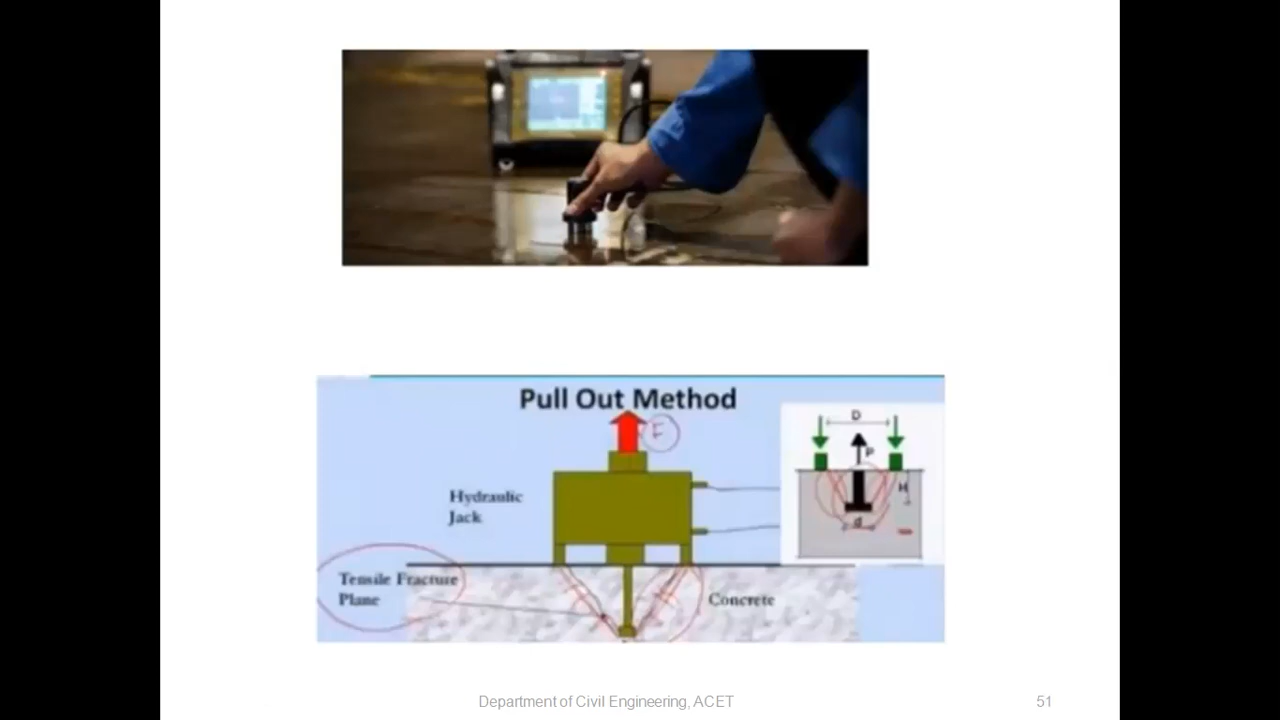 Pull Out Method
F
Hydraulic
Jack
Tensile Fracture
Plane
Concrete
D
P
H
d
Department of Civil Engineering, ACET
51